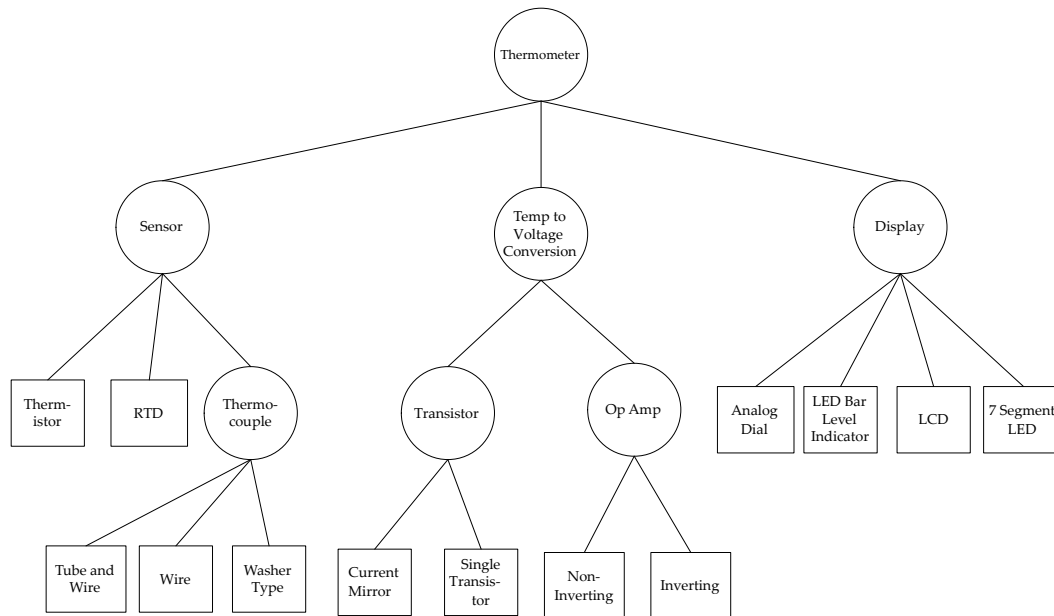 Thermometer
Sensor
Temp to
Voltage
Conversion
Display
Therm-
istor
RTD
Thermo-
couple
Transistor
Op Amp
Analog
Dial
LED Bar
Level
Indicator
LCD
7 Segment
LED
Tube and
Wire
Wire
Washer
Type
Current
Mirror
Single
Transis-
tor
Non-
Inverting
Inverting